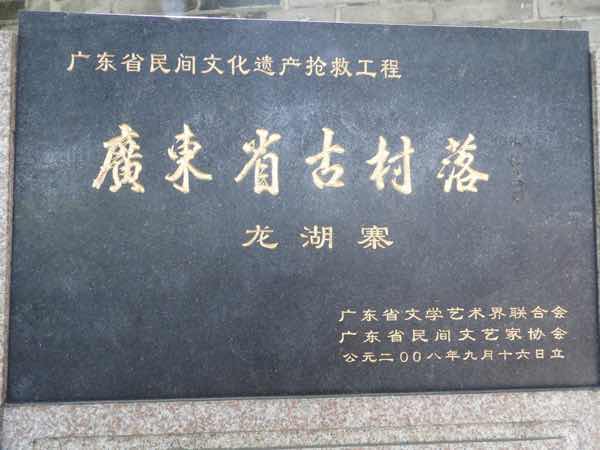 广东省民间文化遗产抢救工程
廣東省古村落
龙湖寨
广东省文学艺术界联合会
广东省民间文艺家协会
公元二〇〇八年九月十六日立